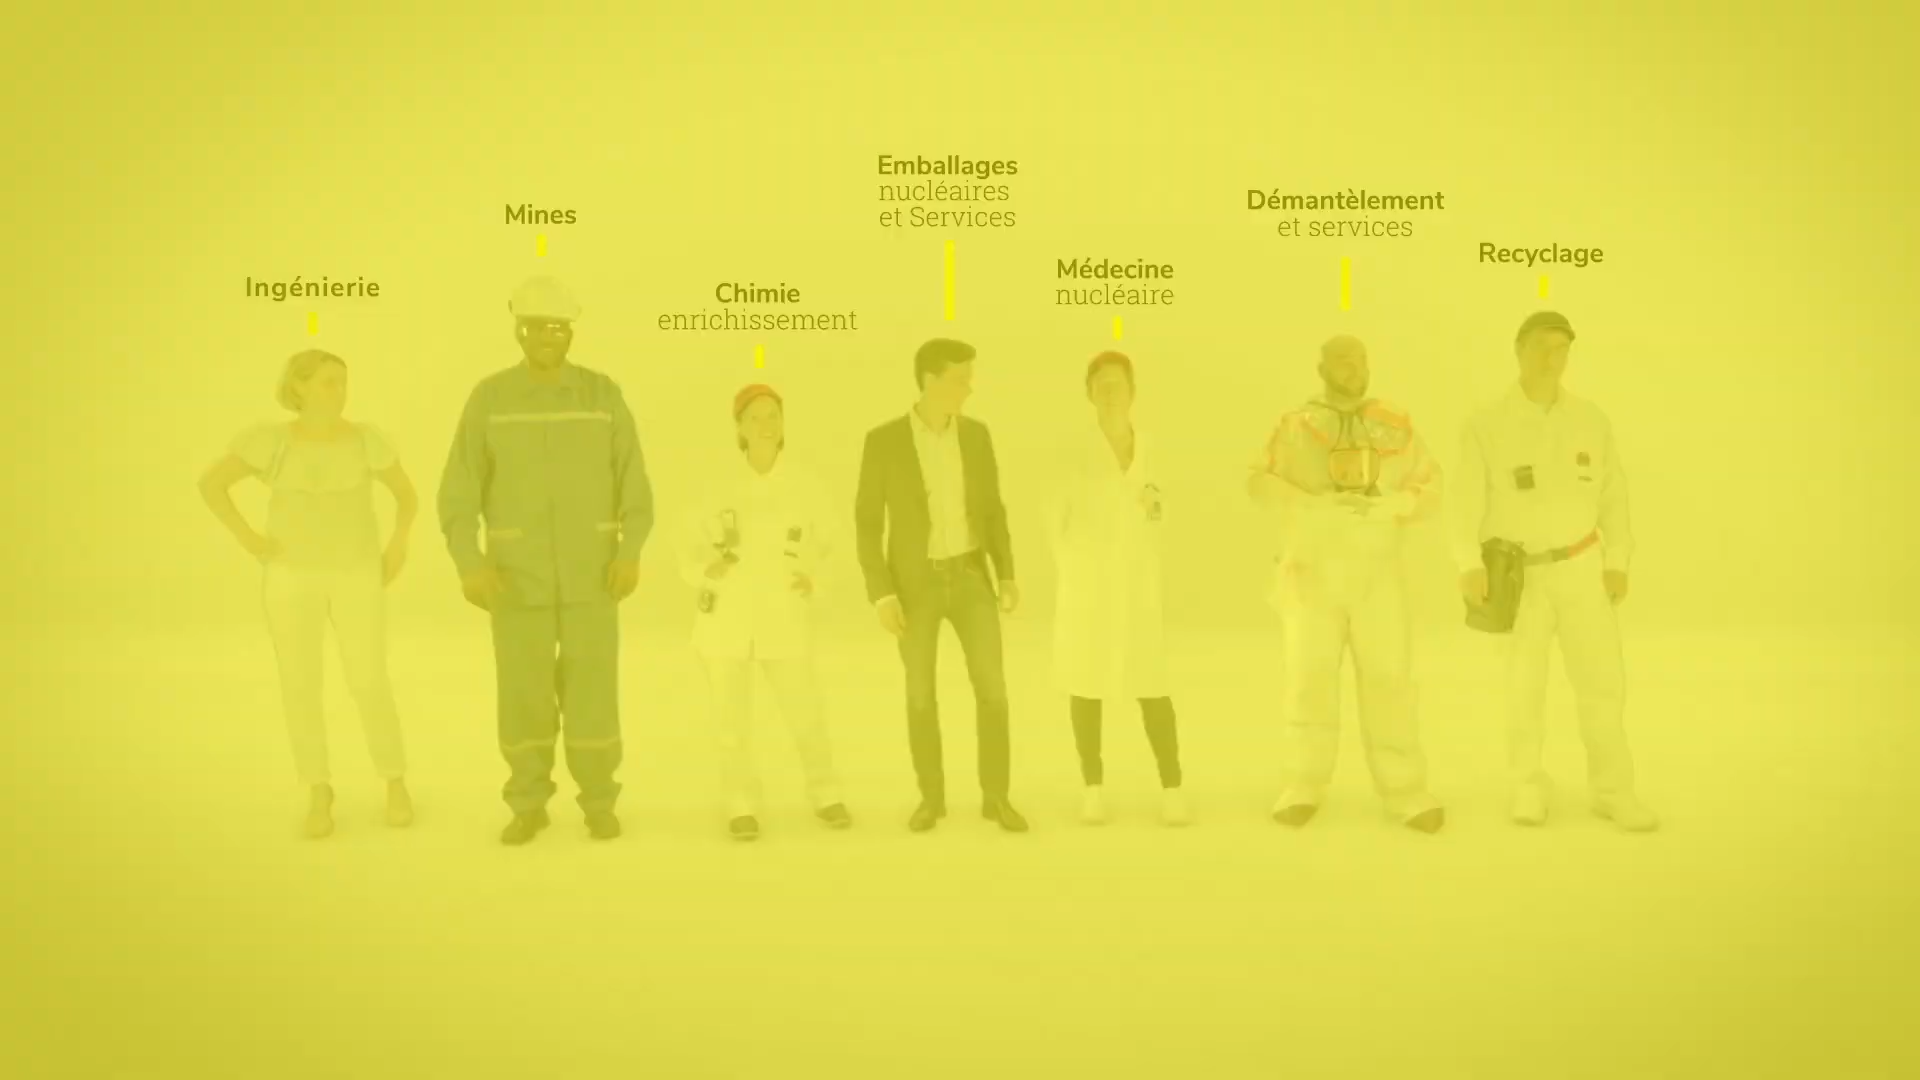 Ingénierie
Mines
Chimie
enrichissement
Emballages
nucléaires
et Services
Médecine
nucléaire
Démantèlement
et services
Recyclage